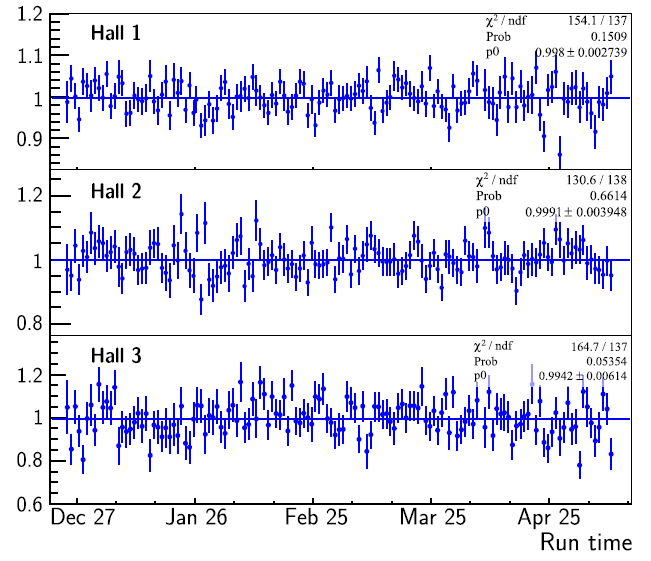 1.2
Hall 1
χ² / ndf 154.1 / 137
Prob 0.1509
p0 0.998 ± 0.002739
1.1
1
0.9
Hall 2
χ² / ndf 130.6 / 138
Prob 0.6614
p0 0.9991 ± 0.003948
1.2
1
0.8
Hall 3
χ² / ndf 164.7 / 137
Prob 0.05354
p0 0.9942 ± 0.00614
1.2
1
0.8
0.6
Dec 27 Jan 26 Feb 25 Mar 25 Apr 25
Run time